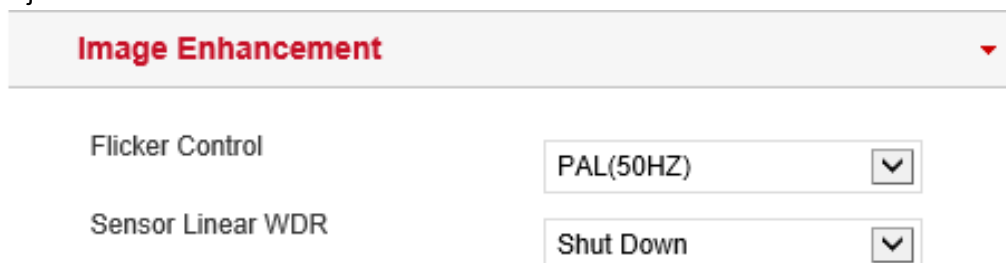 Image Enhancement
Flicker Control
PAL(50HZ)
Sensor Linear WDR
Shut Down